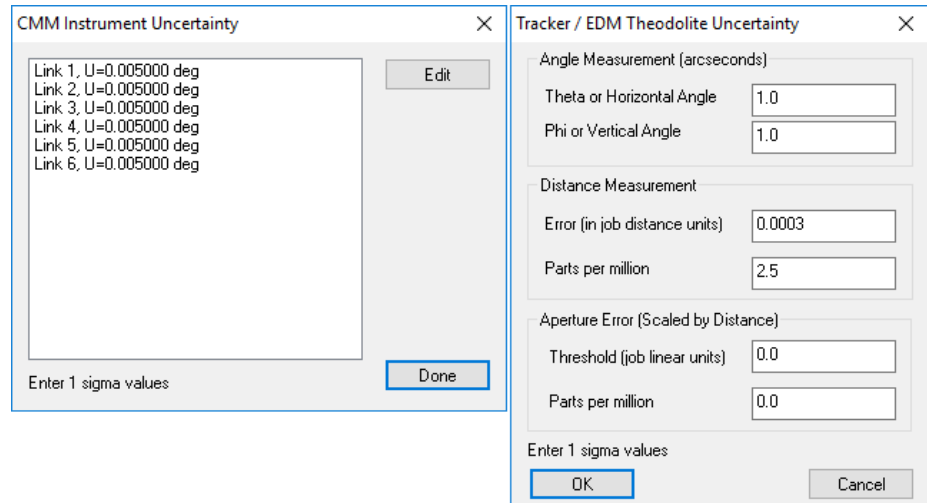 CMM Instrument Uncertainty
Link 1, U=0.005000 deg
Link 2, U=0.005000 deg
Link 3, U=0.005000 deg
Link 4, U=0.005000 deg
Link 5, U=0.005000 deg
Link 6, U=0.005000 deg
Edit
Enter 1 sigma values
Done
Tracker / EDM Theodolite Uncertainty
Angle Measurement (arcseconds)
Theta or Horizontal Angle 1.0
Phi or Vertical Angle 1.0
Distance Measurement
Error (in job distance units) 0.0003
Parts per million 2.5
Aperture Error (Scaled by Distance)
Threshold (job linear units) 0.0
Parts per million 0.0
Enter 1 sigma values
OK Cancel